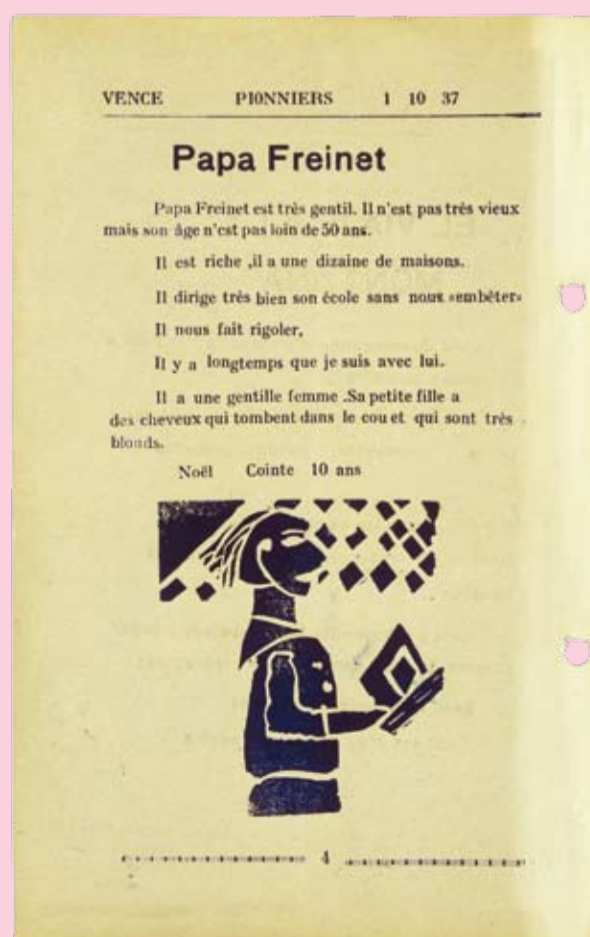 VENCE PIONNIERS 1 10 37
Papa Freinet
Papa Freinet est très gentil. Il n'est pas très vieux
mais son âge n'est pas loin de 50 ans.
Il est riche ,il a une dizaine de maisons.
Il dirige très bien son école sans nous «embêter»
Il nous fait rigoler,
Il y a longtemps que je suis avec lui.
Il a une gentille femme .Sa petite fille a
des cheveux qui tombent dans le cou et qui sont très
blonds.
Noël Cointe 10 ans
4